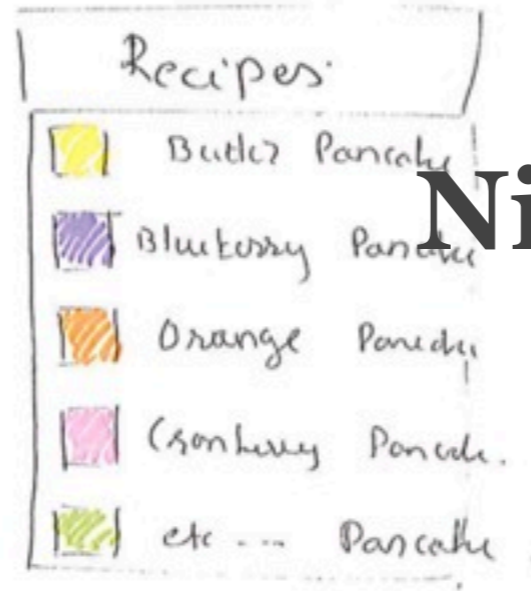 Recipes
Butter Pancake
Ni
Blueberry Pancake
Orange Pancake
Cranberry Pancake.
etc .... Pancake